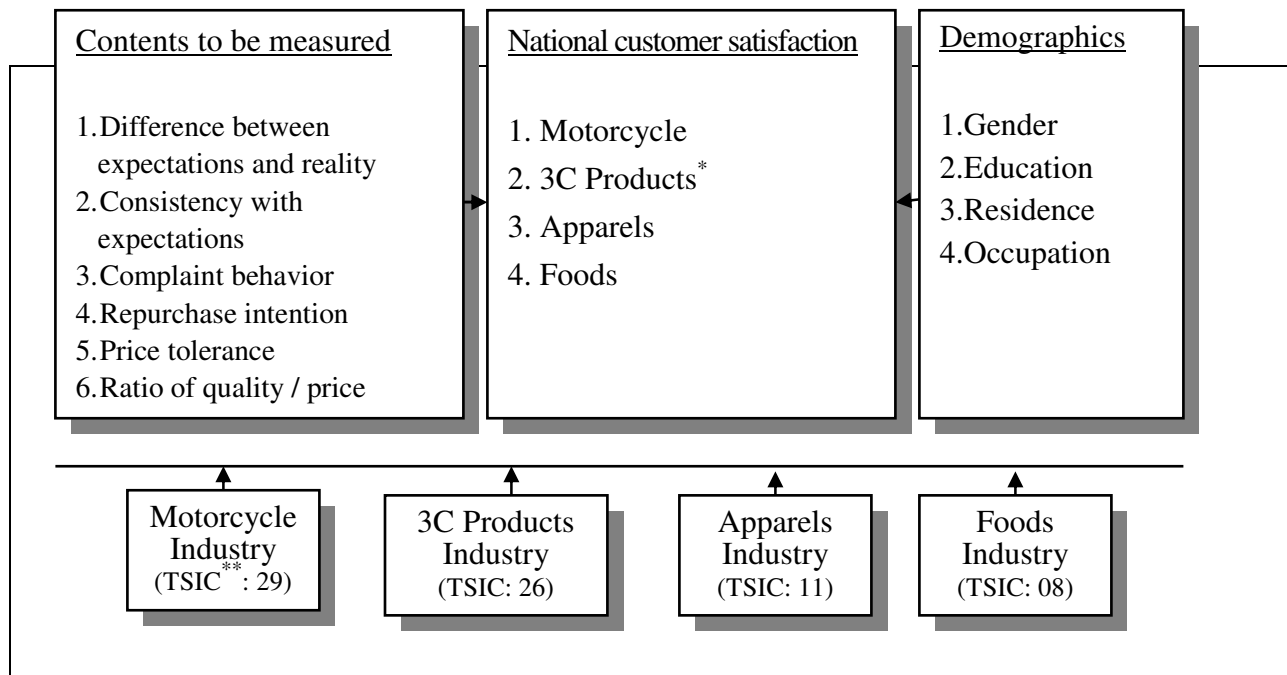 Contents to be measured
1.Difference between
expectations and reality
2.Consistency with
expectations
3.Complaint behavior
4.Repurchase intention
5.Price tolerance
6.Ratio of quality / price
National customer satisfaction
1. Motorcycle
2. 3C Products*
3. Apparels
4. Foods
Demographics
1.Gender
2.Education
3.Residence
4.Occupation
Motorcycle
Industry
(TSIC**: 29)
3C Products
Industry
(TSIC: 26)
Apparels
Industry
(TSIC: 11)
Foods
Industry
(TSIC: 08)